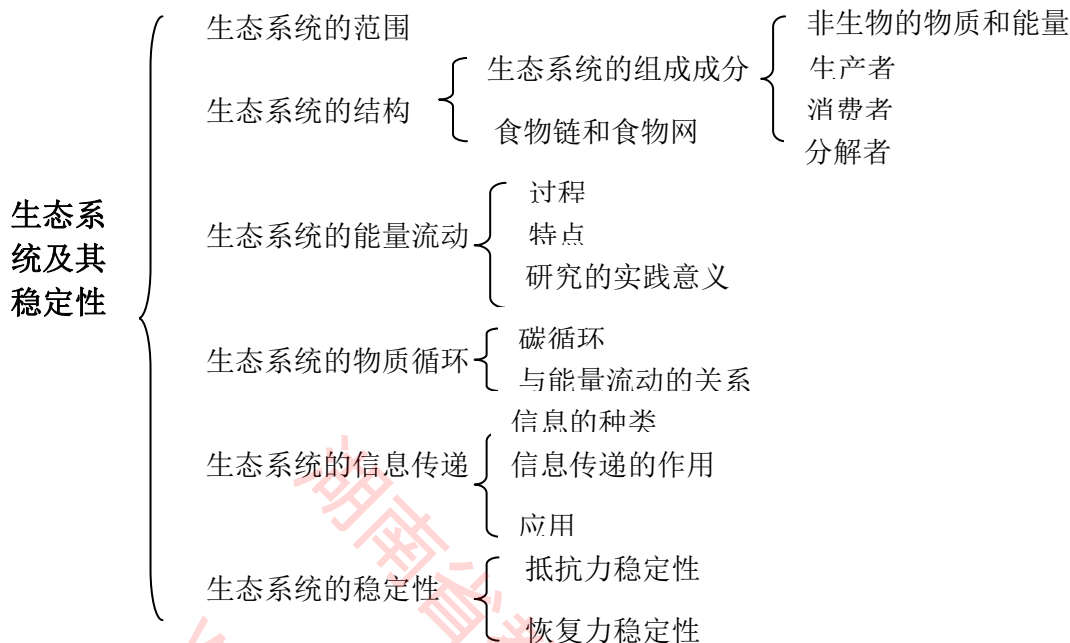 生态系统的范围
非生物的物质和能量
生态系统的组成成分
生产者
生态系统的结构
消费者
食物链和食物网
分解者
过程
生态系
统及其
稳定性
生态系统的能量流动
特点
研究的实践意义
碳循环
生态系统的物质循环
与能量流动的关系
信息的种类
生态系统的信息传递
信息传递的作用
应用
抵抗力稳定性
生态系统的稳定性
恢复力稳定性
湖南省